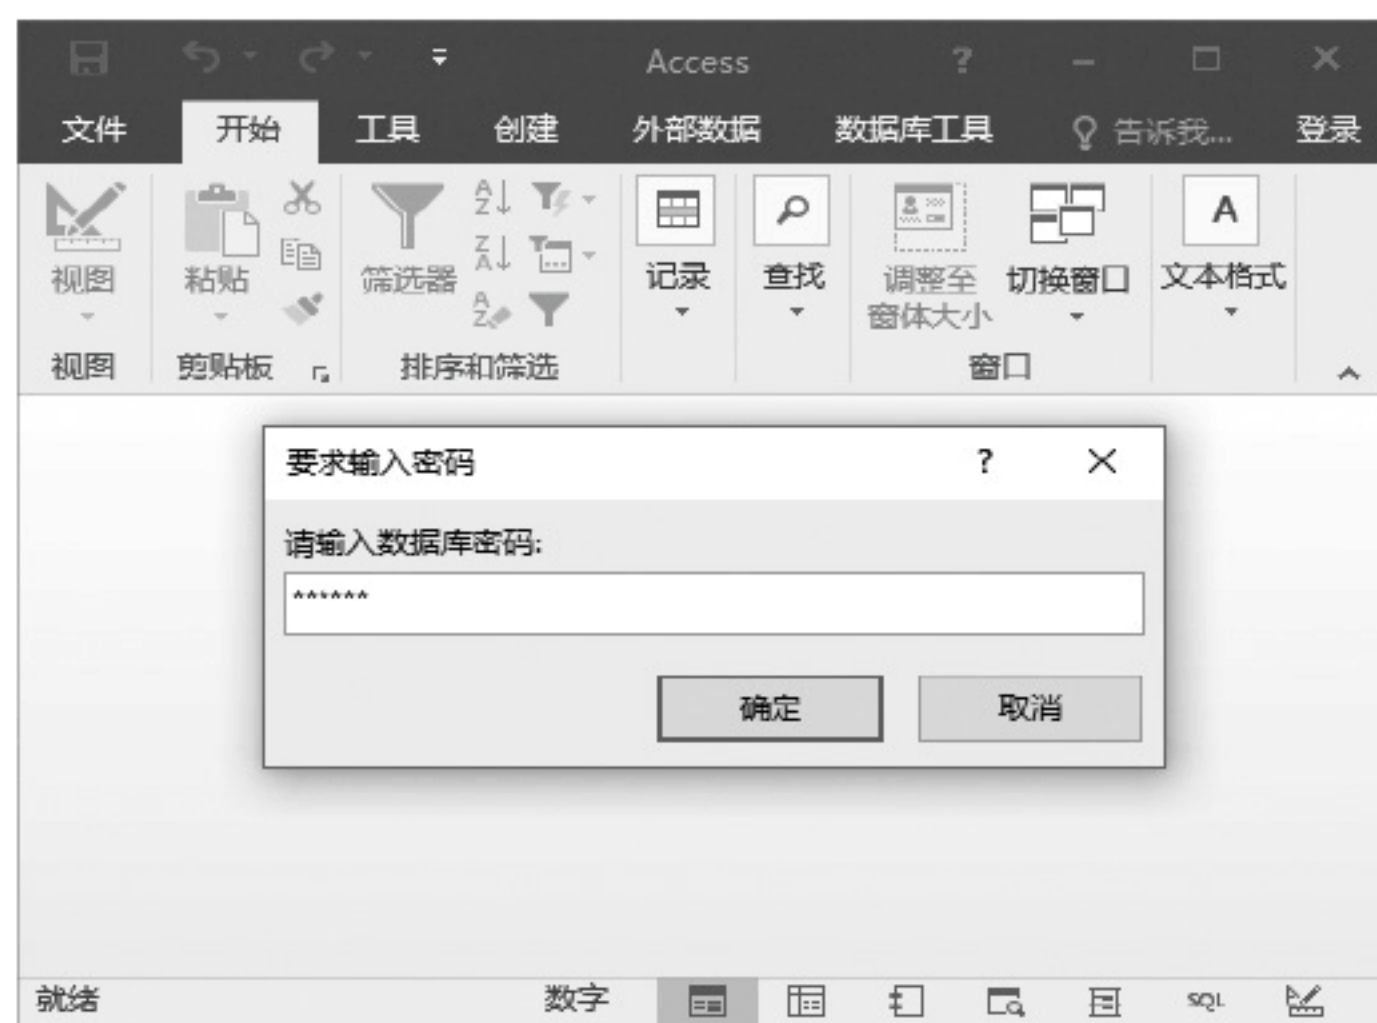 Access ?
文件 开始 工具 创建 外部数据 数据库工具 告诉我... 登录
视图 粘贴 筛选器 记录 查找 调整至 切换窗口 文本格式
窗体大小
视图 剪贴板 排序和筛选 窗口
要求输入密码 ?
请输入数据库密码:
******
确定 取消
就绪 数字 SQL